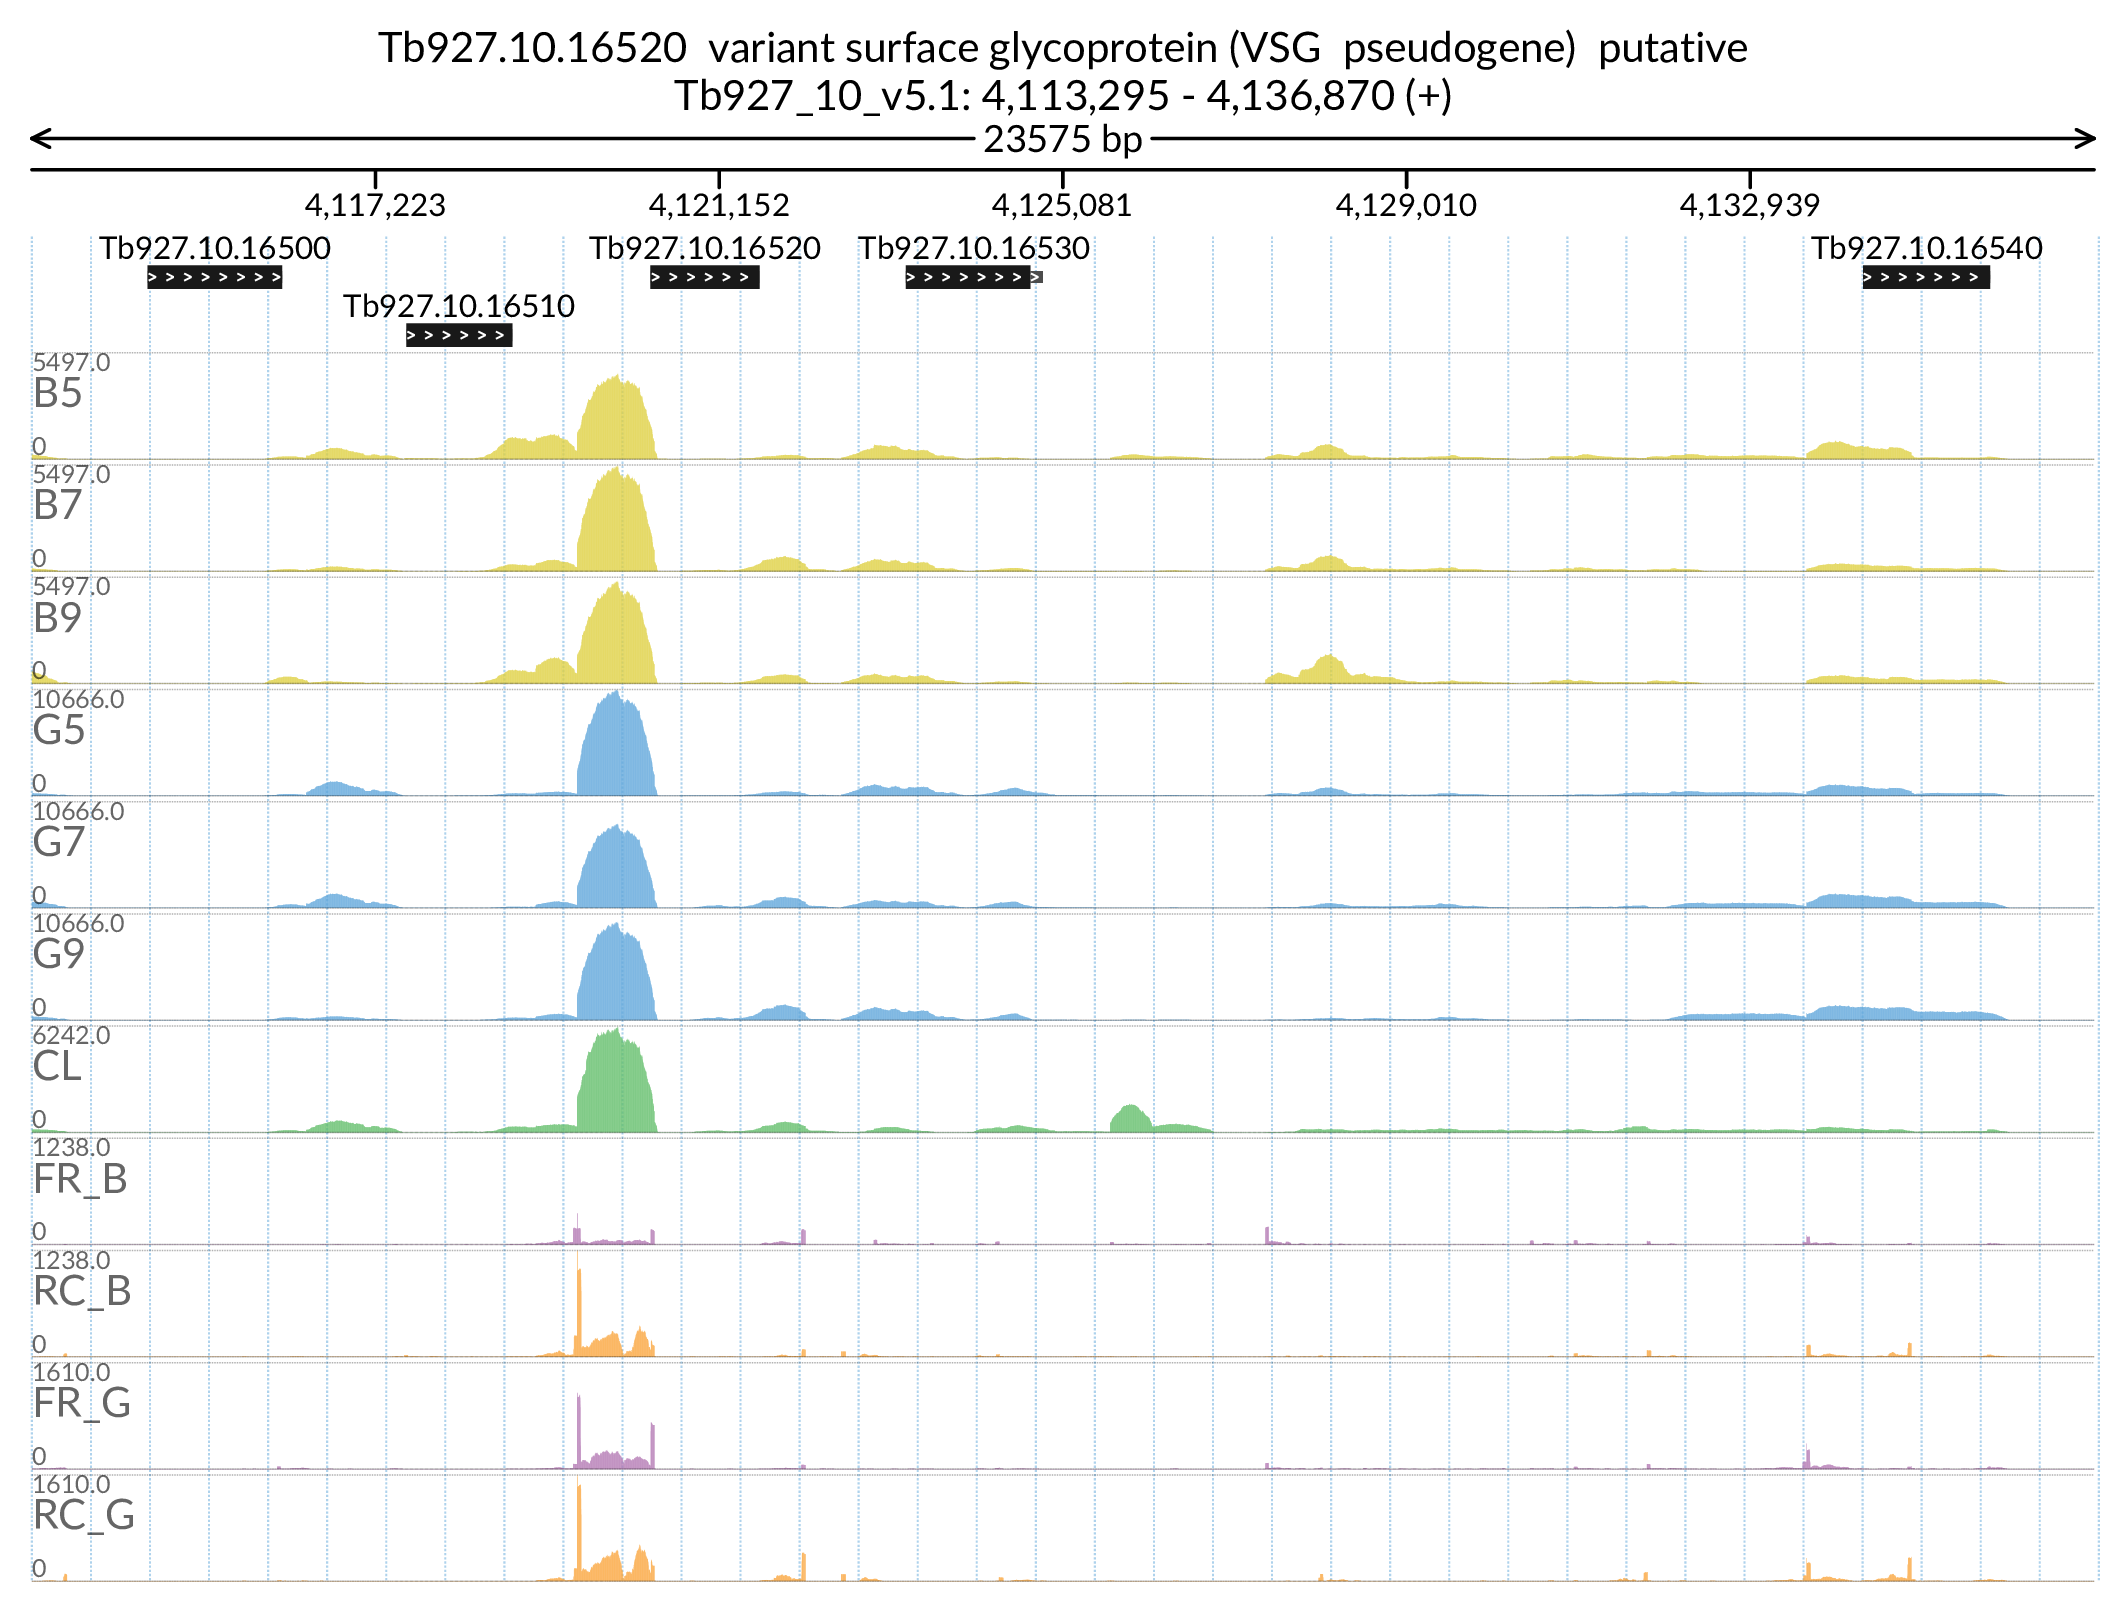 Tb927.10.16520  variant surface glycoprotein (VSG  pseudogene)  putative
Tb927_10_v5.1: 4,113,295 - 4,136,870 (+)
23575 bp
4,117,223 4,121,152 4,125,081 4,129,010 4,132,939
Tb927.10.16500 Tb927.10.16520 Tb927.10.16530 Tb927.10.16540
Tb927.10.16510
5497.0
B5
0
5497.0
B7
0
5497.0
B9
0
10666.0
G5
0
10666.0
G7
0
10666.0
G9
0
6242.0
CL
0
1238.0
FR_B
0
1238.0
RC_B
0
1610.0
FR_G
0
1610.0
RC_G
0